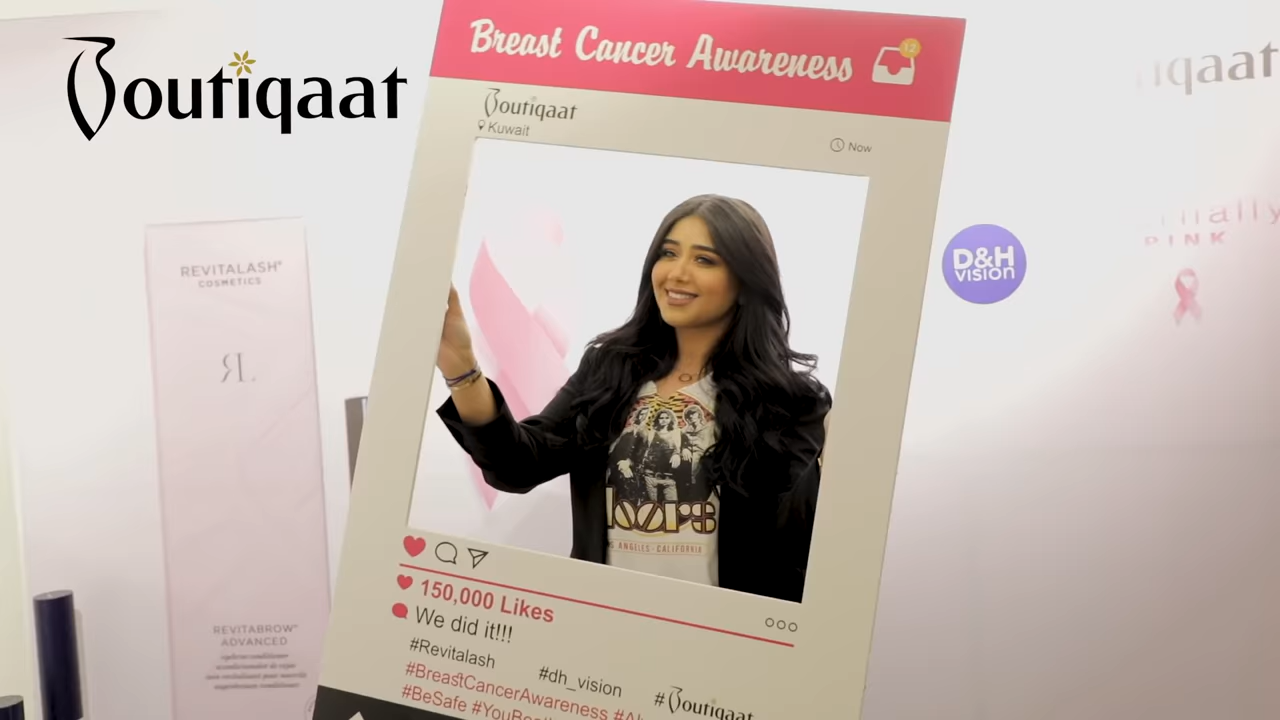 Boutiqaat
Breast Cancer Awareness
12
Boutiqaat
Kuwait
Now
iqaat
REVITALASH®
COSMETICS
RL
D&H
VISION
PINK
doors
ANGELES - CALIFORNIA
150,000 Likes
We did it!!!
#Revitalash #dh_vision #Boutiqaat
#BreastCancerAwareness
#BeSafe
REVITABROW®
ADVANCED